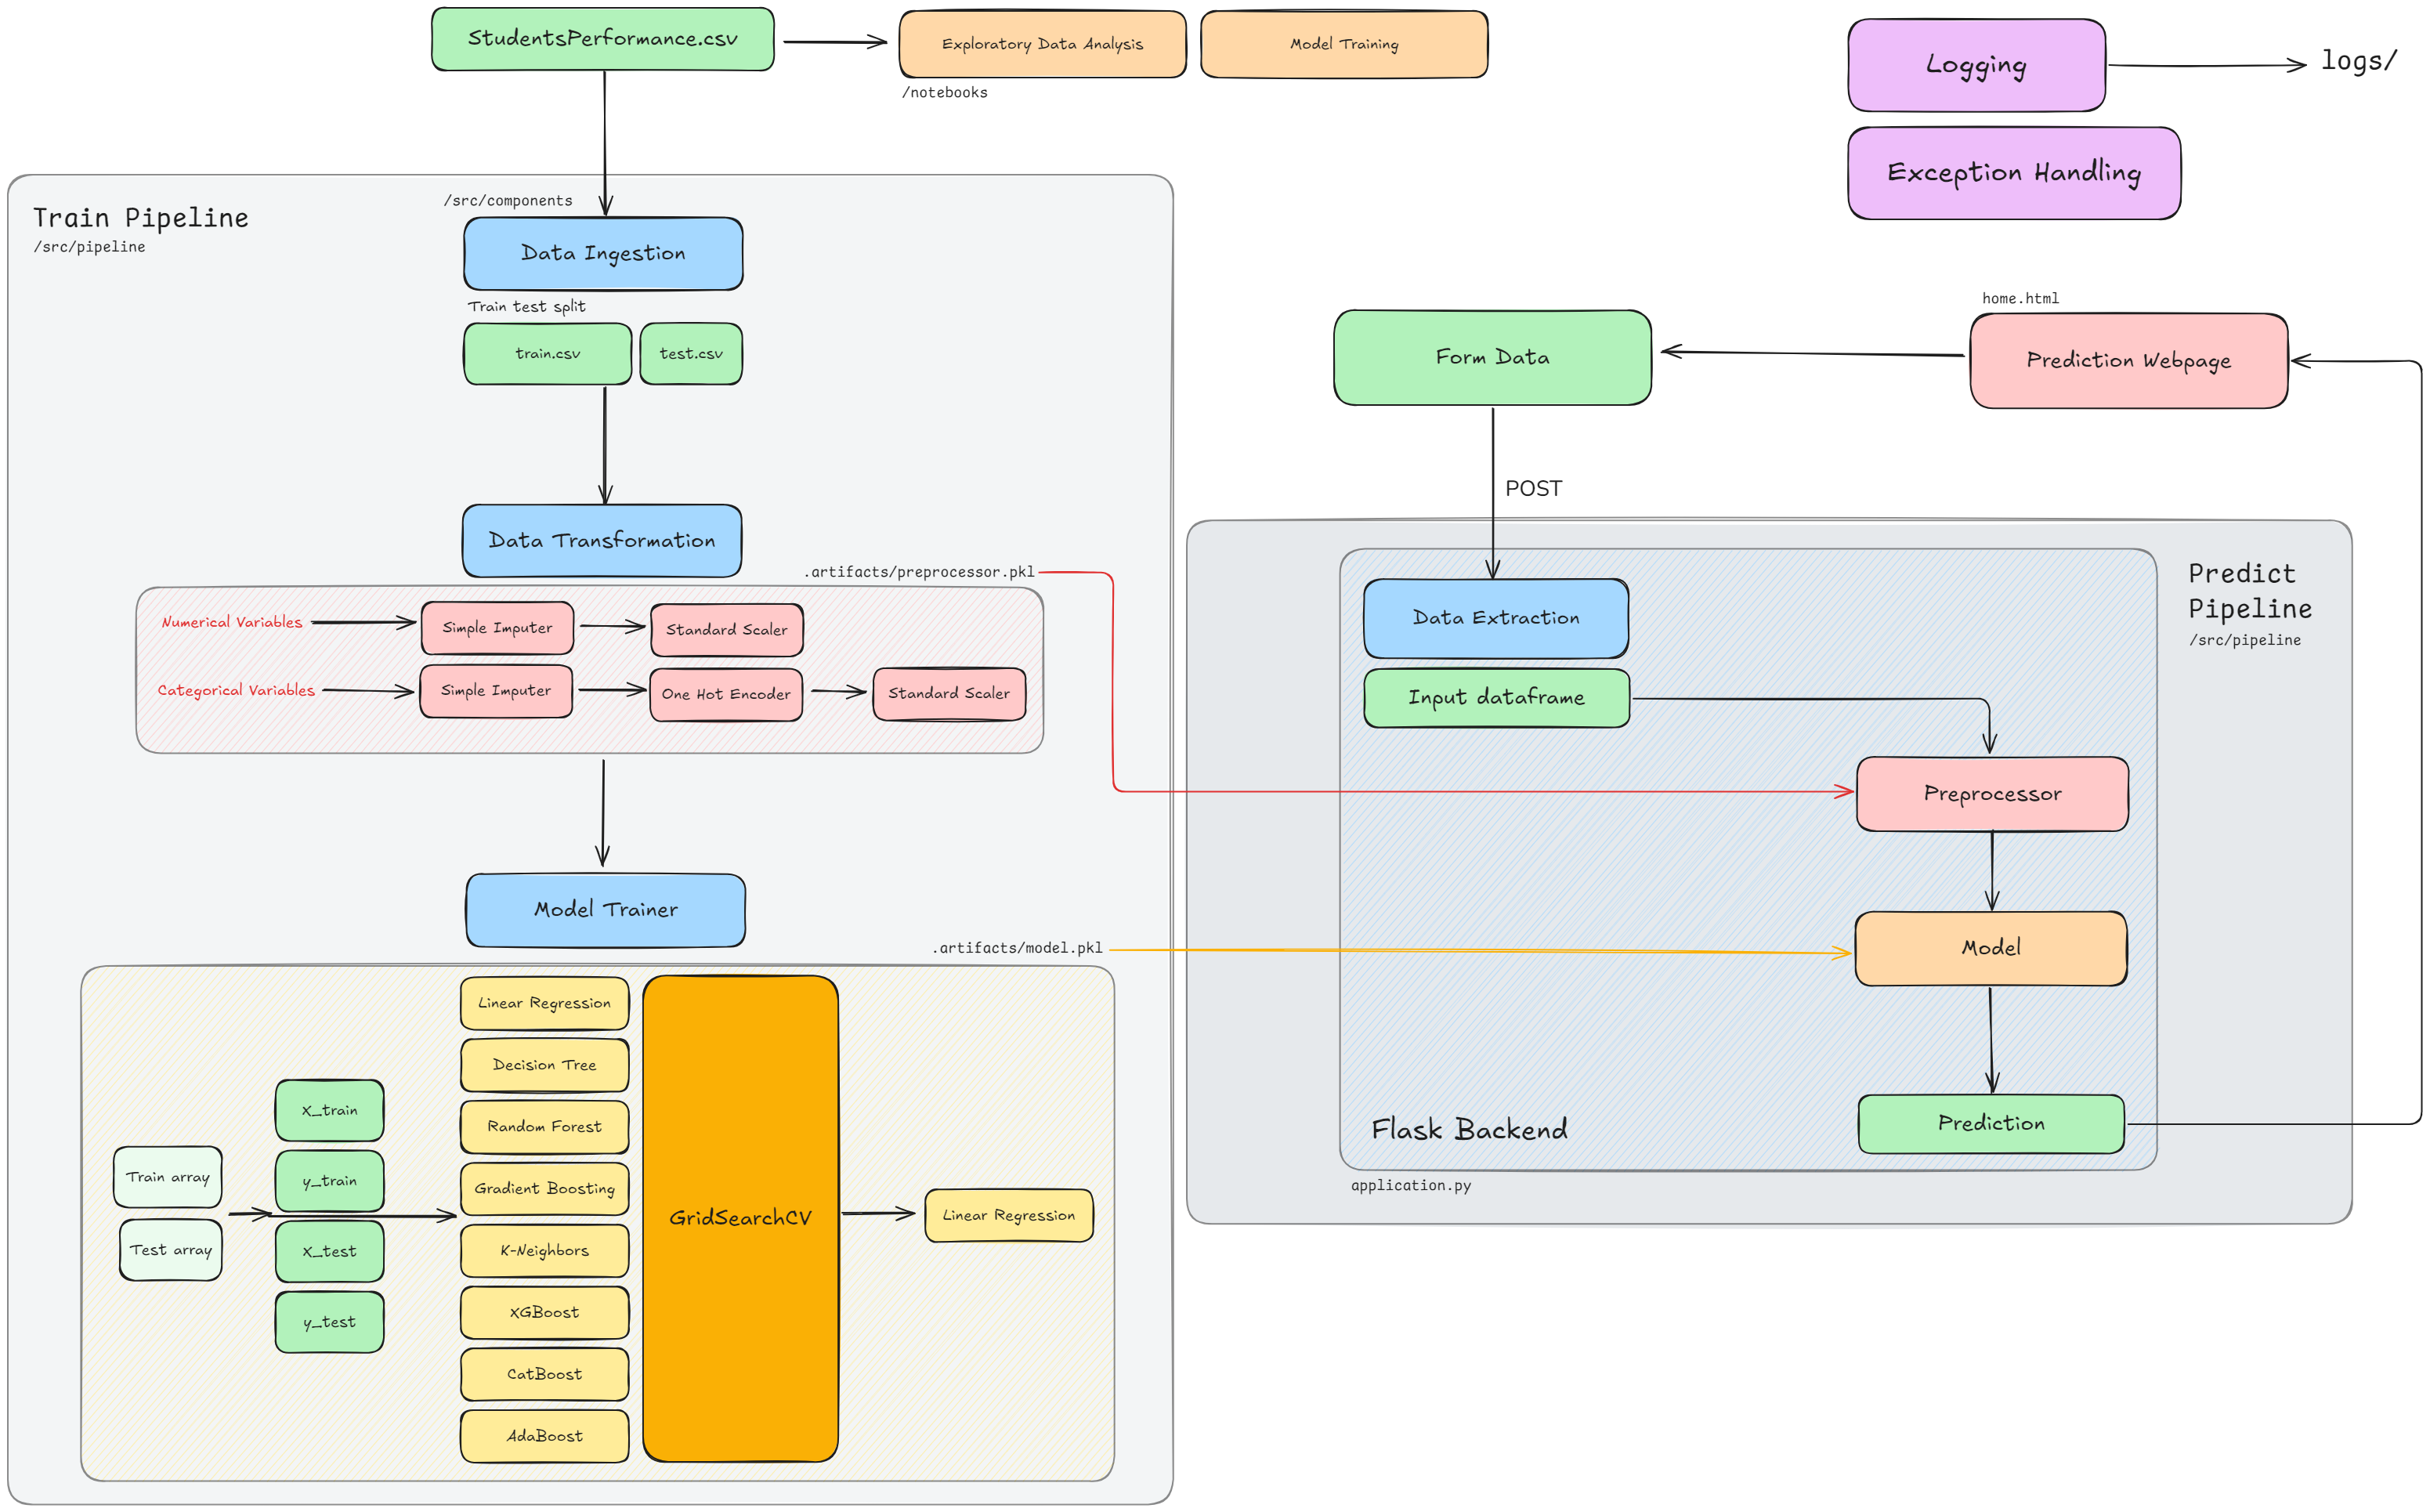 StudentsPerformance.csv
Exploratory Data Analysis
Model Training
/notebooks
Logging
logs/
Exception Handling
Train Pipeline
/src/pipeline
/src/components
Data Ingestion
Train test split
train.csv
test.csv
Data Transformation
.artifacts/preprocessor.pkl
Numerical Variables
Simple Imputer
Standard Scaler
Categorical Variables
Simple Imputer
One Hot Encoder
Standard Scaler
Model Trainer
.artifacts/model.pkl
Train array
Test array
X_train
y_train
X_test
y_test
Linear Regression
Decision Tree
Random Forest
Gradient Boosting
K-Neighbors
XGBoost
CatBoost
AdaBoost
GridSearchCV
Linear Regression
home.html
Prediction Webpage
Form Data
POST
Predict
Pipeline
/src/pipeline
Data Extraction
Input dataframe
Preprocessor
Model
Prediction
Flask Backend
application.py